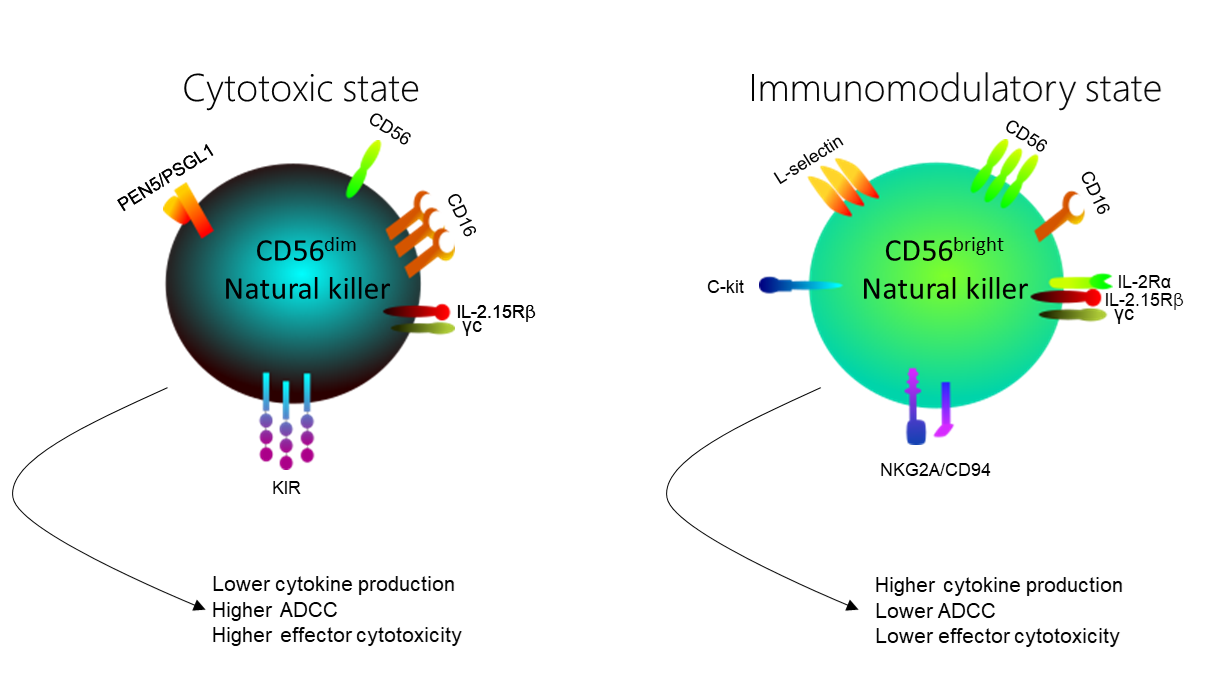 Cytotoxic state
PEN5/PSGL1
CD56
CD16
CD56dim
Natural killer
IL-2.15Rβ
γc
KIR
Lower cytokine production
Higher ADCC
Higher effector cytotoxicity
Immunomodulatory state
L-selectin
CD56
CD16
CD56bright
Natural killer
C-kit
IL-2Rα
IL-2.15Rβ
γc
NKG2A/CD94
Higher cytokine production
Lower ADCC
Lower effector cytotoxicity